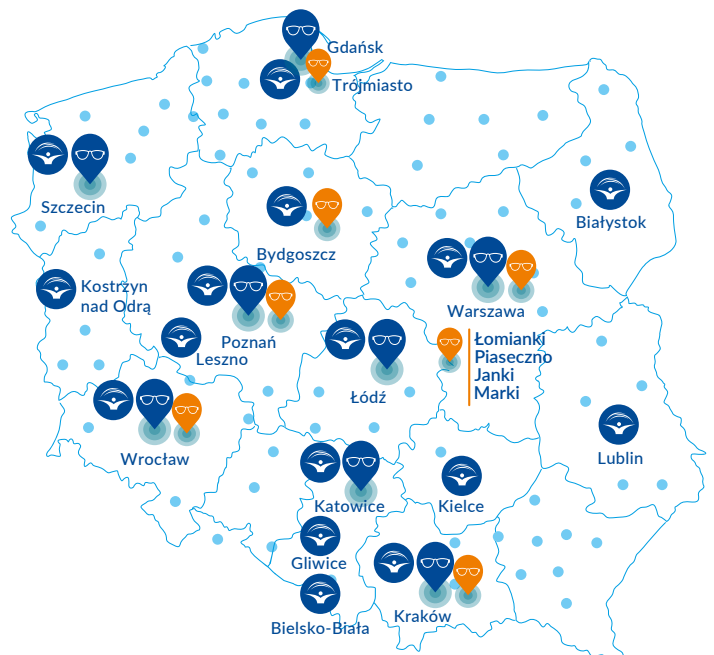 Gdańsk
Trójmiasto
Szczecin
Białystok
Bydgoszcz
Kostrzyn
nad Odrą
Warszawa
Poznań
Leszno
Łomianki
Piaseczno
Janki
Marki
Łódź
Wrocław
Lublin
Katowice
Kielce
Gliwice
Kraków
Bielsko-Biała